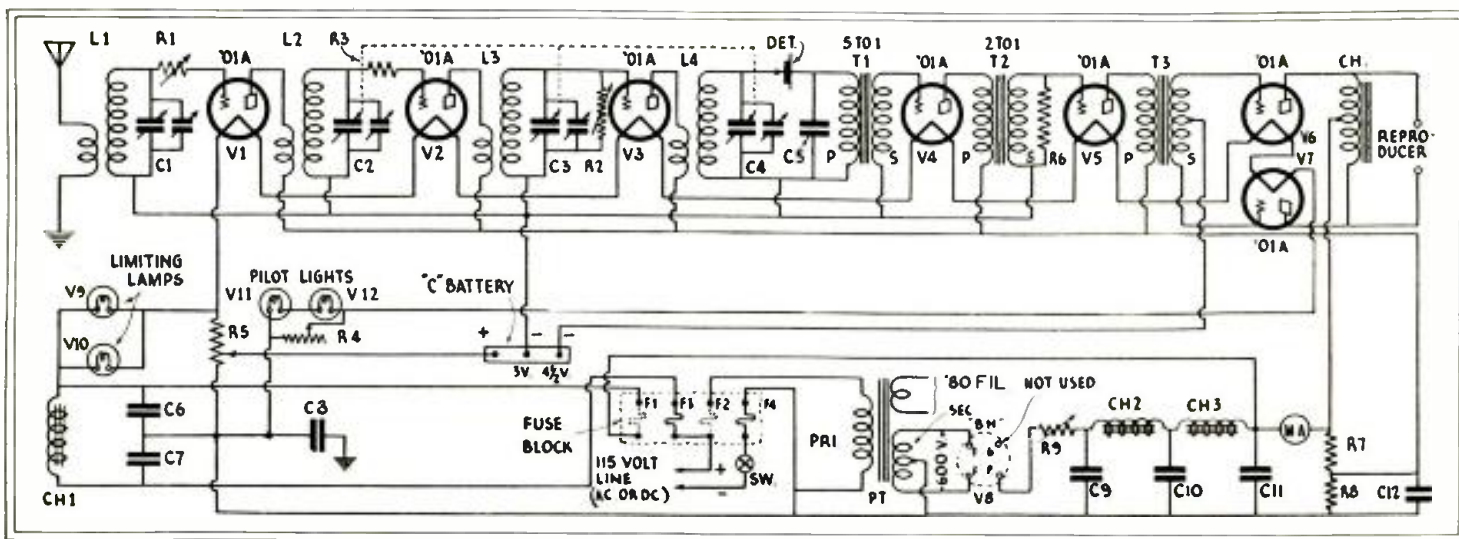 L1 R1 '01A L2 R3 '01A L3 '01A L4 DET. 5TO1 2TO1
T1 '01A T2 '01A T3 '01A CH
C1 V1 C2 V2 C3 R2 V3 C4 C5 P S V4 P S R6 V5 P S V6
V7
REPRO-
DUCER
'01A
LIMITING
LAMPS
PILOT LIGHTS
"C" BATTERY
V9 V11 V12
V10 R5 R4 + - -
3V 4½V
'80 FIL NOT USED
F1 F3 F2 F4 SEC BH
C6 C8 FUSE
BLOCK
PRI 600 V. G R9 CH2 CH3 MA R7
F P
C7 115 VOLT
LINE
(AC OR DC)
+
-
SW.
CH1 PT V8 C9 C10 C11 R8 C12